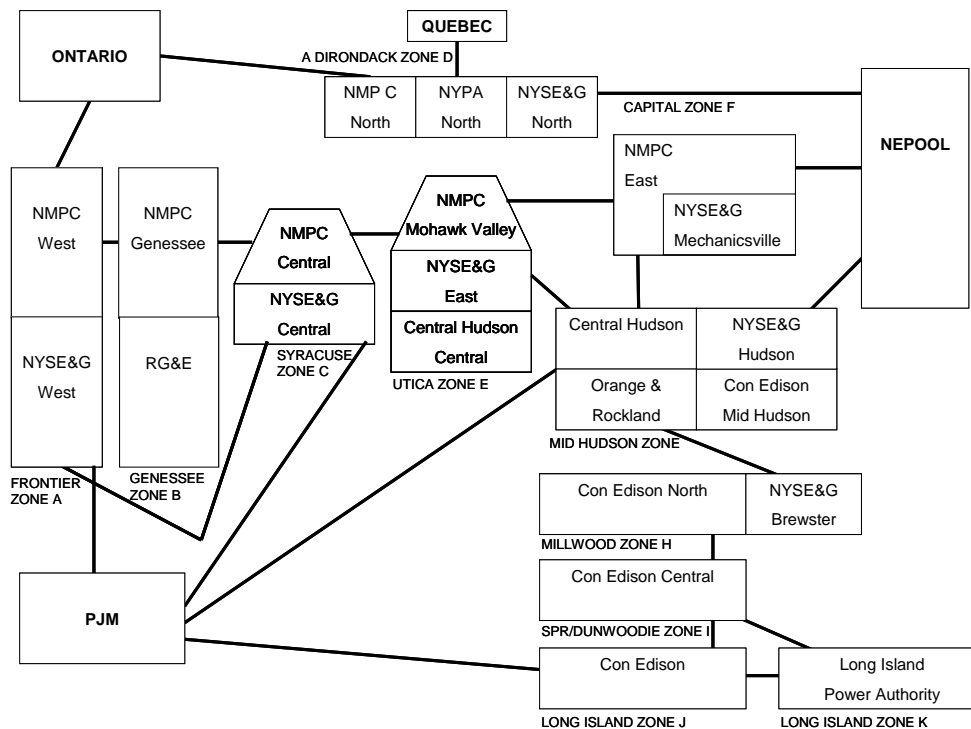 QUEBEC
ONTARIO
A DIRONDACK ZONE D
NMP C
North
NYPA
North
NYSE&G
North
CAPITAL ZONE F
NEPOOL
NMPC
East
NYSE&G
Mechanicsville
NMPC
West
NMPC
Genessee
NMPC
Central
NMPC
Mohawk Valley
NYSE&G
East
NYSE&G
Central
Central Hudson
Central
NYSE&G
West
RG&E
SYRACUSE
ZONE C
UTICA ZONE E
Central Hudson
NYSE&G
Hudson
Orange &
Rockland
Con Edison
Mid Hudson
MID HUDSON ZONE
FRONTIER
ZONE A
GENESSEE
ZONE B
Con Edison North
NYSE&G
Brewster
MILLWOOD ZONE H
Con Edison Central
SPR/DUNWOODIE ZONE I
PJM
Con Edison
LONG ISLAND ZONE J
Long Island
Power Authority
LONG ISLAND ZONE K